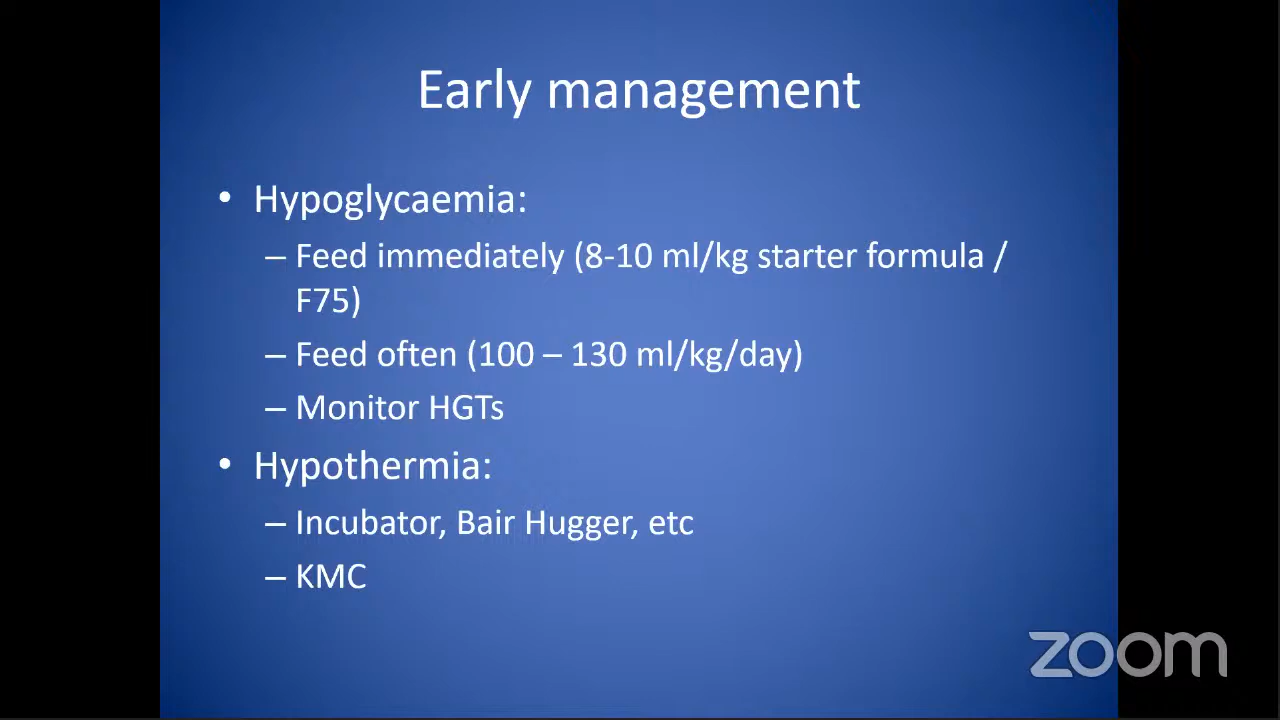 Early management
• Hypoglycaemia:
– Feed immediately (8-10 ml/kg starter formula /
F75)
– Feed often (100 – 130 ml/kg/day)
– Monitor HGTs
• Hypothermia:
– Incubator, Bair Hugger, etc
– KMC
zoom